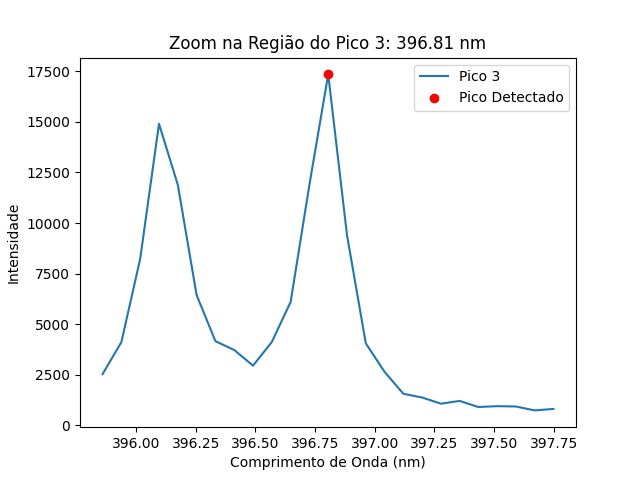 Zoom na Região do Pico 3: 396.81 nm
Pico 3
Pico Detectado
Intensidade
17500
15000
12500
10000
7500
5000
2500
0
396.00 396.25 396.50 396.75 397.00 397.25 397.50 397.75
Comprimento de Onda (nm)